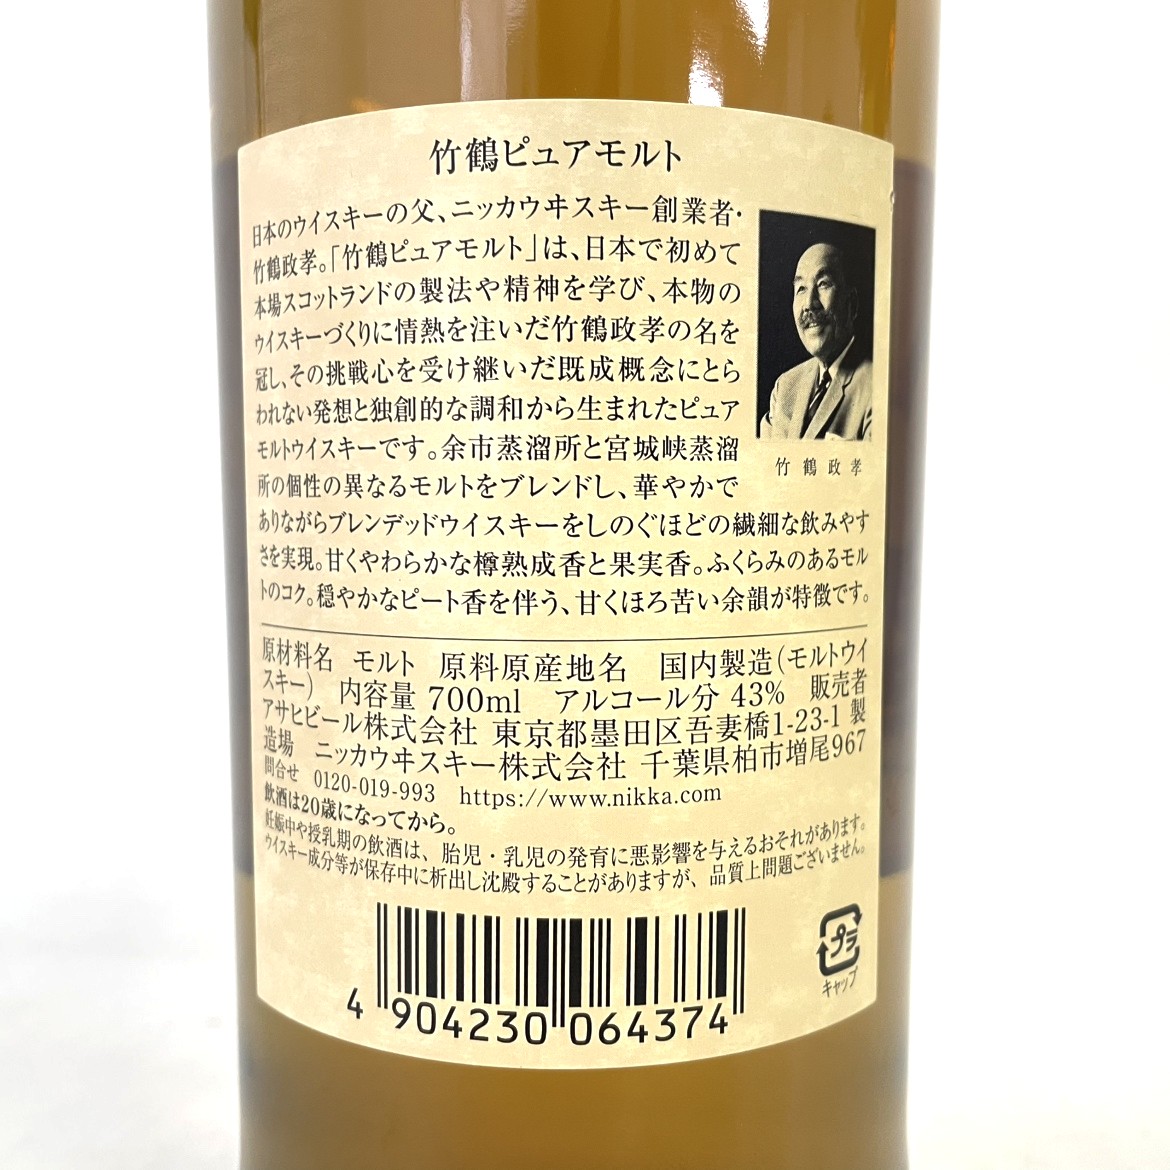 竹鶴ピュアモルト
日本のウイスキーの父、ニッカウヰスキー創業者・
竹鶴政孝。「竹鶴ピュアモルト」は、日本で初めて
本場スコットランドの製法や精神を学び、本物の
ウイスキーづくりに情熱を注いだ竹鶴政孝の名を
冠し、その挑戦心を受け継いだ既成概念にとら
われない発想と独創的な調和から生まれたピュア
モルトウイスキーです。余市蒸溜所と宮城峡蒸溜
所の個性の異なるモルトをブレンドし、華やかで
ありながらブレンデッドウイスキーをしのぐほどの繊細な飲みやす
さを実現。甘くやわらかな樽熟成香と果実香。ふくらみのあるモル
トのコク。穏やかなピート香を伴う、甘くほろ苦い余韻が特徴です。
竹鶴政孝
原材料名 モルト 原料原産地名 国内製造(モルトウイ
スキー) 内容量 700ml アルコール分 43% 販売者
アサヒビール株式会社 東京都墨田区吾妻橋1-23-1 製
造場 ニッカウヰスキー株式会社 千葉県柏市増尾967
問合せ 0120-019-993 https://www.nikka.com
飲酒は20歳になってから。
妊娠中や授乳期の飲酒は、胎児・乳児の発育に悪影響を与えるおそれがあります。
ウイスキー成分等が保存中に析出し沈殿することがありますが、品質上問題ございません。
4 904230 064374
プラ
キャップ